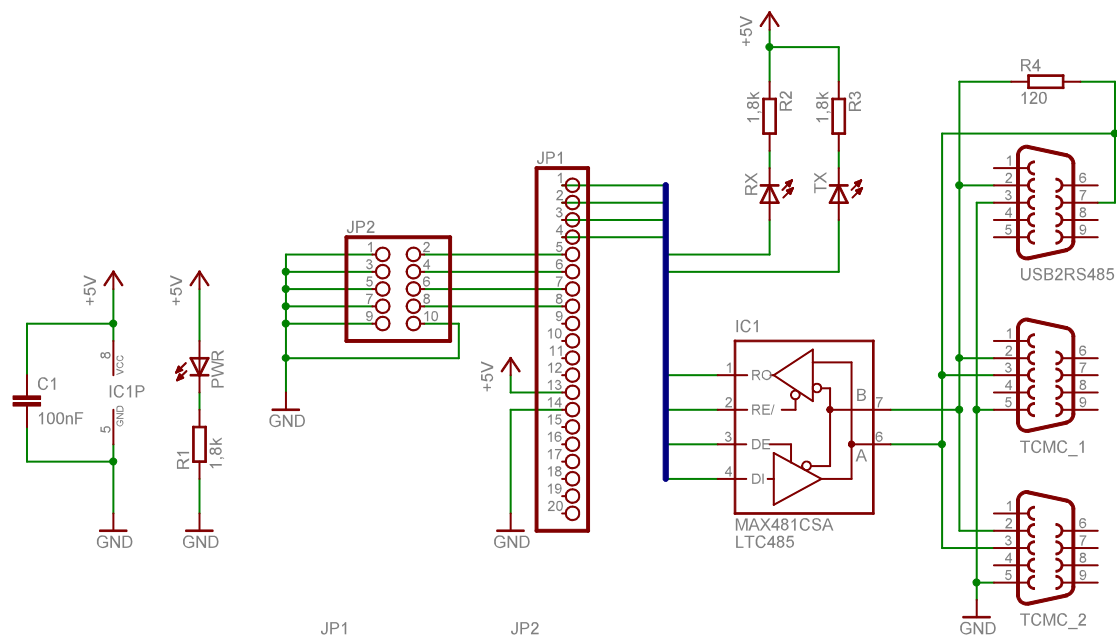 +5V
R2
1,8k
R3
1,8k
RX
TX
R4
120
1
2
3
4
5
6
7
8
9
USB2RS485
JP1
1
2
3
4
5
6
7
8
9
10
11
12
13
14
15
16
17
18
19
20
JP2
1
2
3
4
5
6
7
8
9
10
GND
+5V
GND
+5V
8
VCC
IC1P
GND
5
C1
100nF
GND
+5V
PWR
R1
1,8k
GND
IC1
1
RO
2
RE/
3
DE
4
DI
B
7
6
A
MAX481CSA
LTC485
1
2
3
4
5
6
7
8
9
TCMC_1
1
2
3
4
5
6
7
8
9
TCMC_2
GND
JP1
JP2